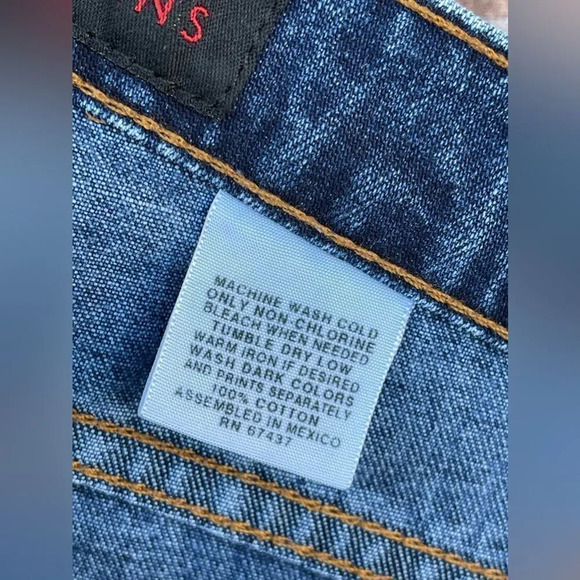 NS
MACHINE WASH COLD
ONLY NON-CHLORINE
BLEACH WHEN NEEDED
TUMBLE DRY LOW
WARM IRON IF DESIRED
WASH DARK COLORS
AND PRINTS SEPARATELY
100% COTTON
ASSEMBLED IN MEXICO
RN 67437